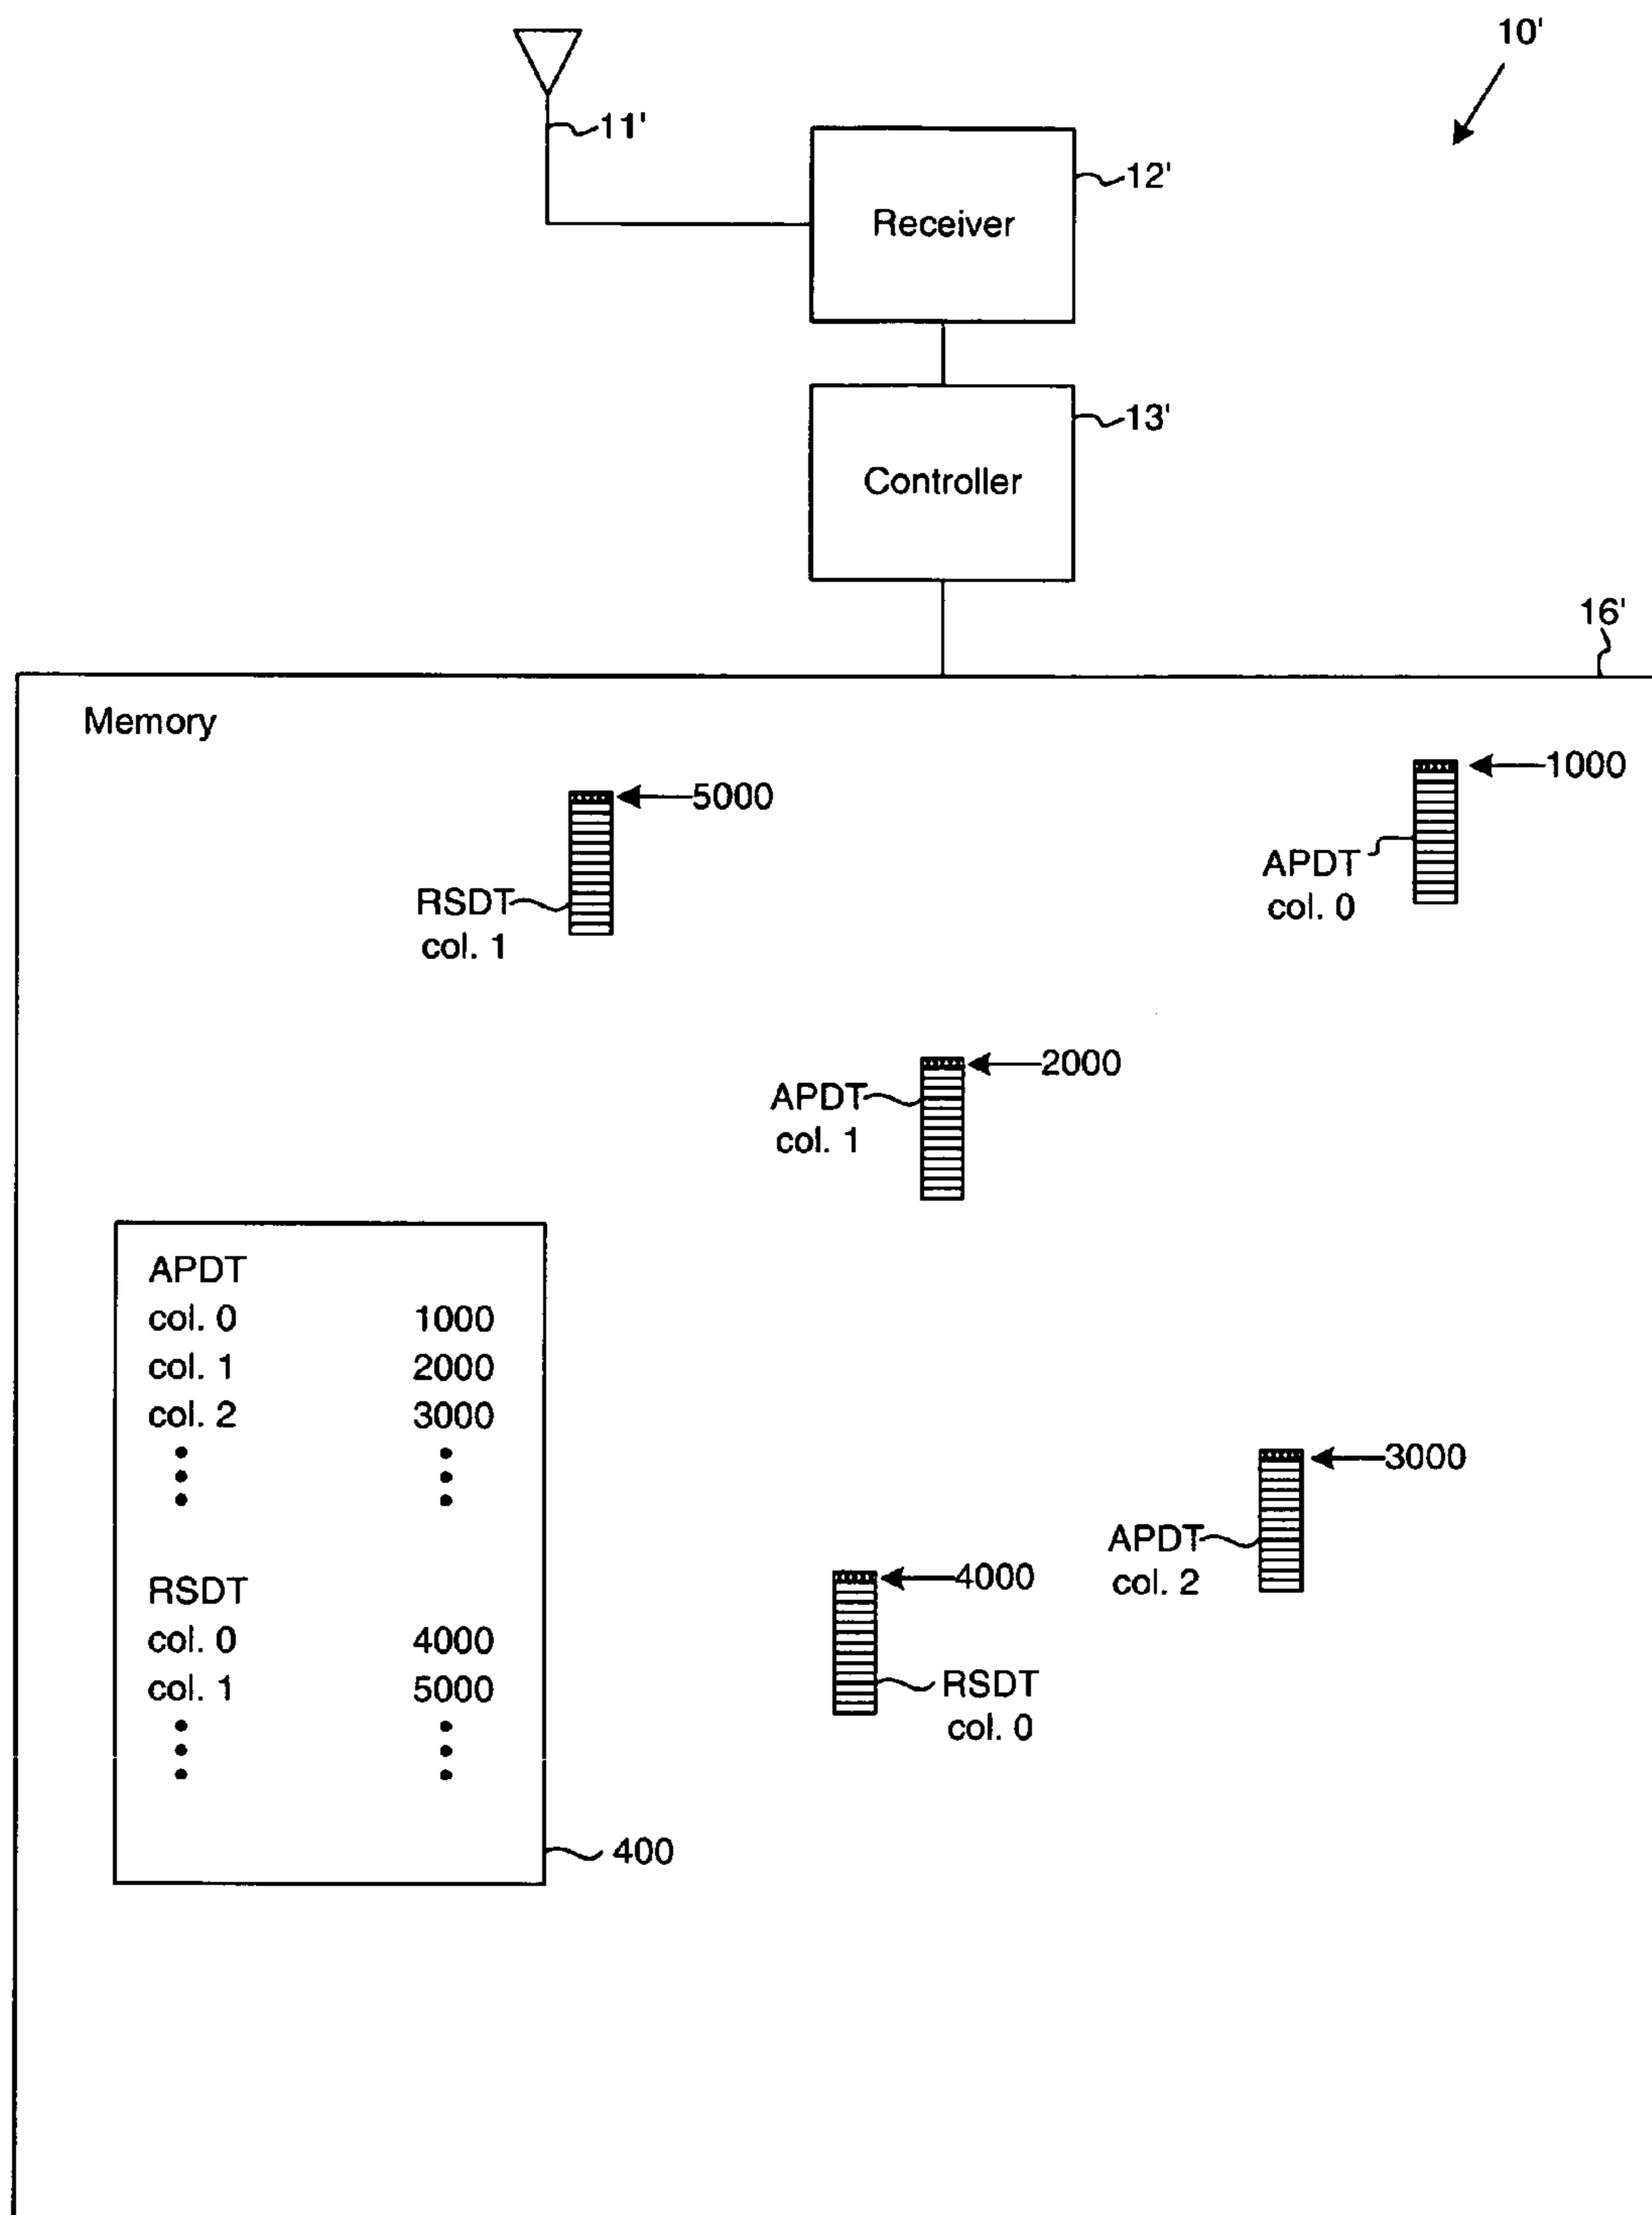 10'
11'
12'
Receiver
13'
Controller
16'
Memory
5000
1000
RSDT
col. 1
APDT
col. 0
2000
APDT
col. 1
APDT
col. 0 1000
col. 1 2000
col. 2 3000
RSDT
col. 0 4000
col. 1 5000
400
3000
APDT
col. 2
4000
RSDT
col. 0